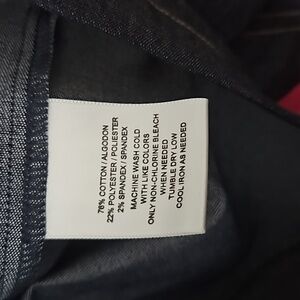 76% COTTON / ALGODON
22% POLYESTER / POLIESTER
2% SPANDEX / SPANDEX
MACHINE WASH COLD
WITH LIKE COLORS
ONLY NON-CHLORINE BLEACH
WHEN NEEDED
TUMBLE DRY LOW
COOL IRON AS NEEDED